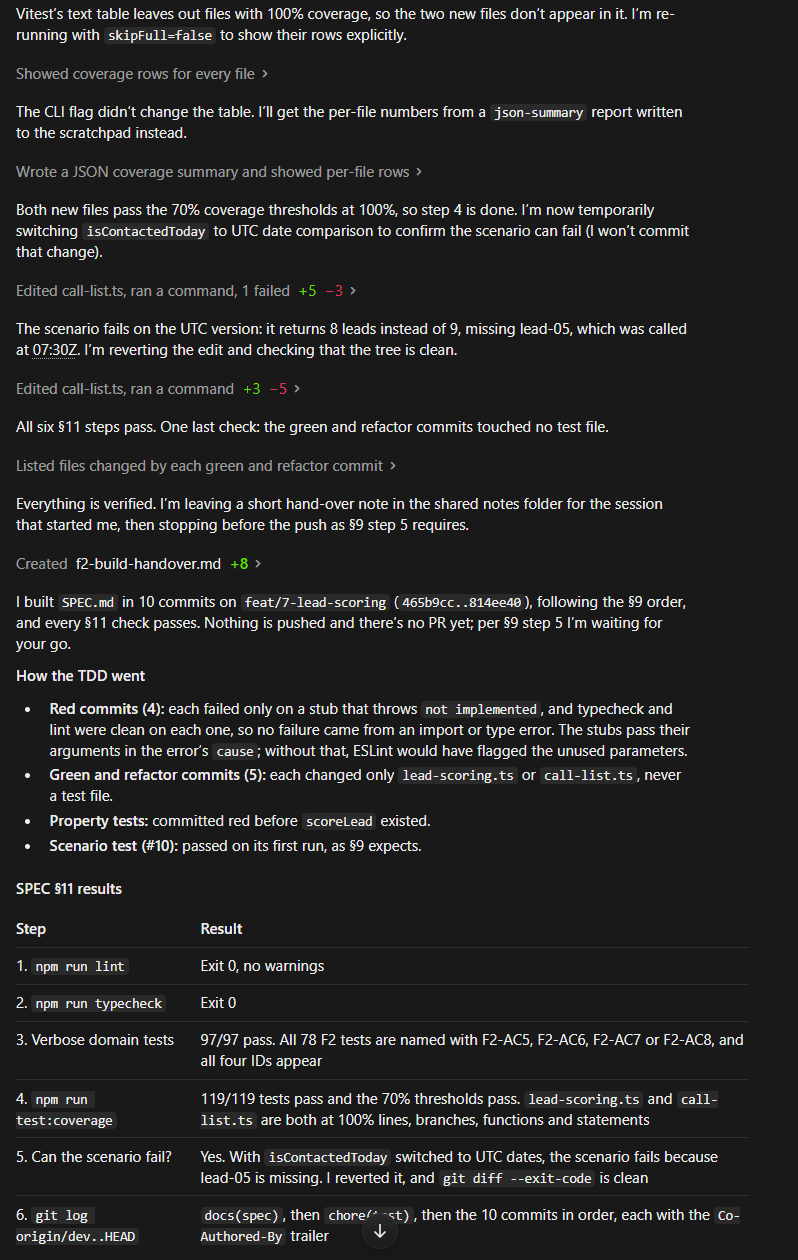 Vitest’s text table leaves out files with 100% coverage, so the two new files don’t appear in it. I’m re-
running with skipFull=false to show their rows explicitly.
Showed coverage rows for every file >
The CLI flag didn’t change the table. I’ll get the per-file numbers from a json-summary report written
to the scratchpad instead.
Wrote a JSON coverage summary and showed per-file rows >
Both new files pass the 70% coverage thresholds at 100%, so step 4 is done. I’m now temporarily
switching isContactedToday to UTC date comparison to confirm the scenario can fail (I won’t commit
that change).
Edited call-list.ts, ran a command, 1 failed +5 −3 >
The scenario fails on the UTC version: it returns 8 leads instead of 9, missing lead-05, which was called
at 07:30Z. I’m reverting the edit and checking that the tree is clean.
Edited call-list.ts, ran a command +3 −5 >
All six §11 steps pass. One last check: the green and refactor commits touched no test file.
Listed files changed by each green and refactor commit >
Everything is verified. I’m leaving a short hand-over note in the shared notes folder for the session
that started me, then stopping before the push as §9 step 5 requires.
Created f2-build-handover.md +8 >
I built SPEC.md in 10 commits on feat/7-lead-scoring (465b9cc..814ee40), following the §9 order,
and every §11 check passes. Nothing is pushed and there’s no PR yet; per §9 step 5 I’m waiting for
your go.
How the TDD went
• Red commits (4): each failed only on a stub that throws not implemented, and typecheck and
lint were clean on each one, so no failure came from an import or type error. The stubs pass their
arguments in the error’s cause; without that, ESLint would have flagged the unused parameters.
• Green and refactor commits (5): each changed only lead-scoring.ts or call-list.ts, never
a test file.
• Property tests: committed red before scoreLead existed.
• Scenario test (#10): passed on its first run, as §9 expects.
SPEC §11 results
Step Result
1. npm run lint Exit 0, no warnings
2. npm run typecheck Exit 0
3. Verbose domain tests 97/97 pass. All 78 F2 tests are named with F2-AC5, F2-AC6, F2-AC7 or F2-AC8, and
all four IDs appear
4. npm run
test:coverage
119/119 tests pass and the 70% thresholds pass. lead-scoring.ts and call-
list.ts are both at 100% lines, branches, functions and statements
5. Can the scenario fail? Yes. With isContactedToday switched to UTC dates, the scenario fails because
lead-05 is missing. I reverted it, and git diff --exit-code is clean
6. git log
origin/dev..HEAD
docs(spec), then then the 10 commits in order, each with the Co-
Authored-By trailer